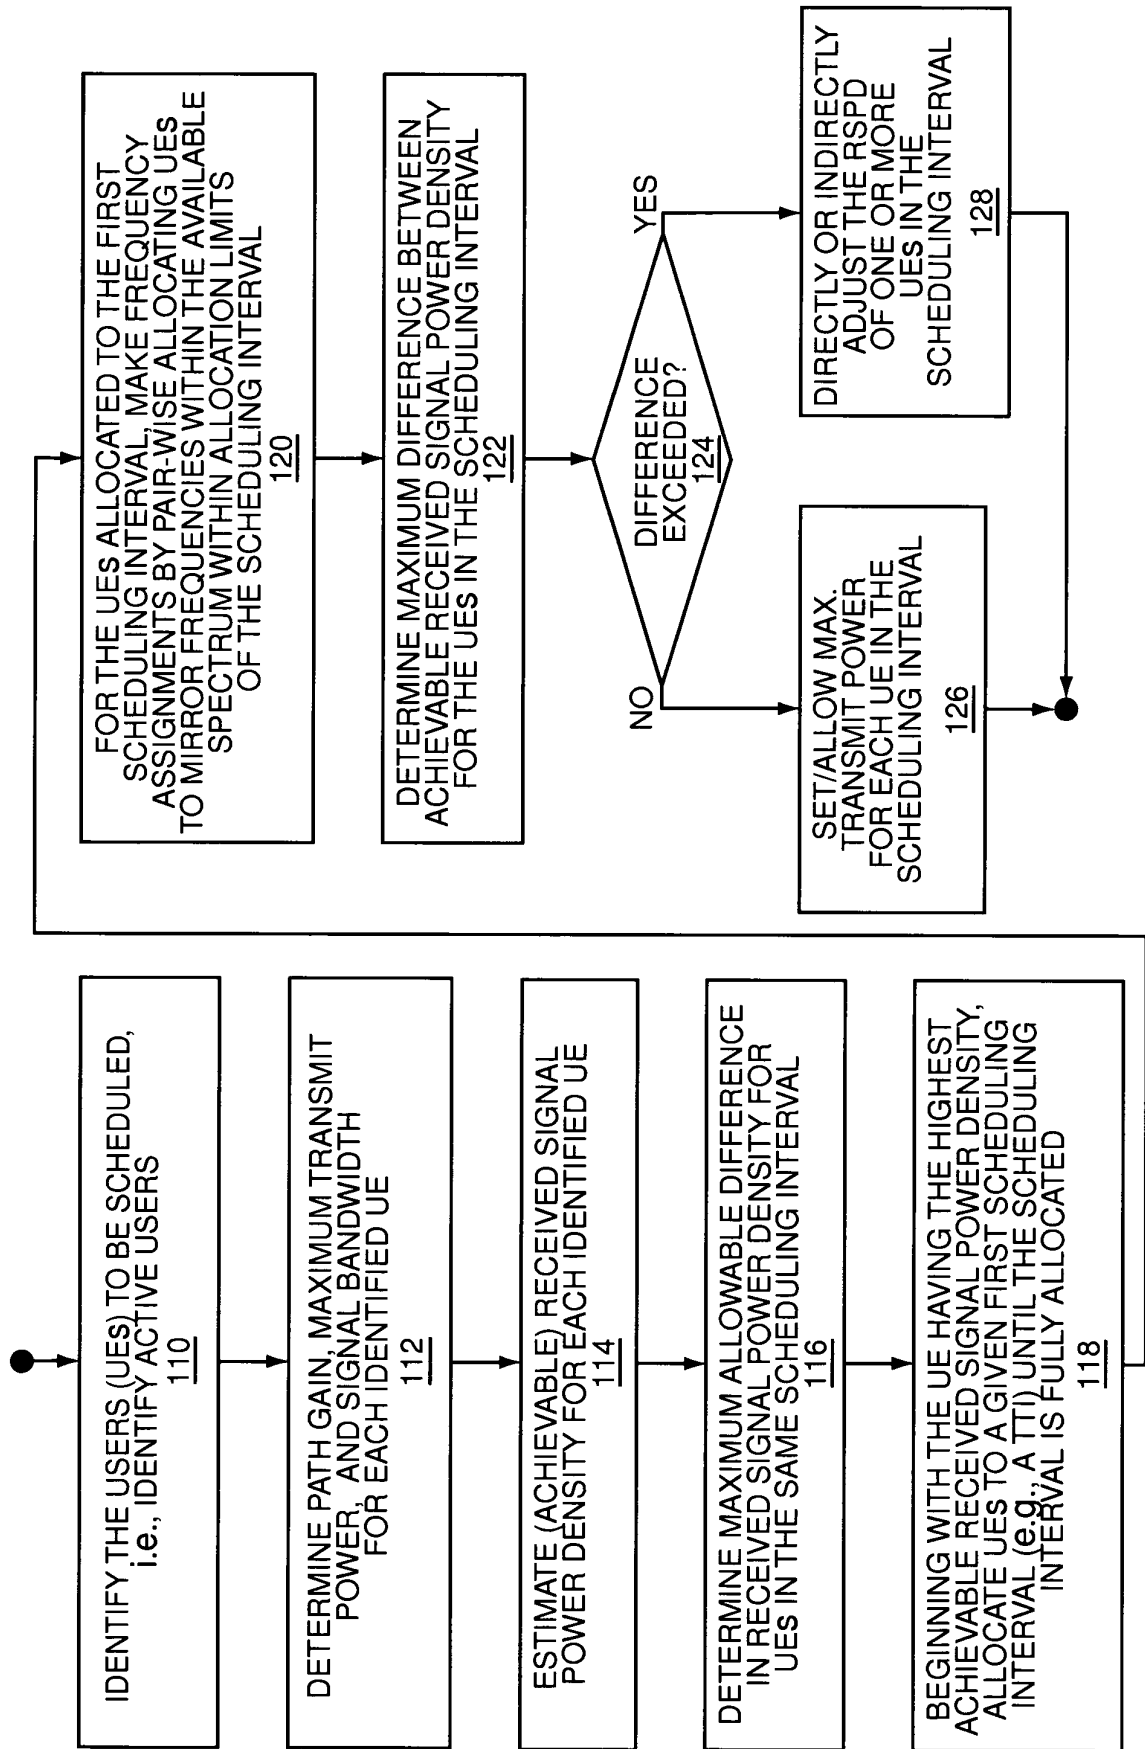 IDENTIFY THE USERS (UEs) TO BE SCHEDULED,
i.e., IDENTIFY ACTIVE USERS
110
DETERMINE PATH GAIN, MAXIMUM TRANSMIT
POWER, AND SIGNAL BANDWIDTH
FOR EACH IDENTIFIED UE
112
ESTIMATE (ACHIEVABLE) RECEIVED SIGNAL
POWER DENSITY FOR EACH IDENTIFIED UE
114
DETERMINE MAXIMUM ALLOWABLE DIFFERENCE
IN RECEIVED SIGNAL POWER DENSITY FOR
UES IN THE SAME SCHEDULING INTERVAL
116
BEGINNING WITH THE UE HAVING THE HIGHEST
ACHIEVABLE RECEIVED SIGNAL POWER DENSITY,
ALLOCATE UES TO A GIVEN FIRST SCHEDULING
INTERVAL (e.g., A TTI) UNTIL THE SCHEDULING
INTERVAL IS FULLY ALLOCATED
118
FOR THE UEs ALLOCATED TO THE FIRST
SCHEDULING INTERVAL, MAKE FREQUENCY
ASSIGNMENTS BY PAIR-WISE ALLOCATING UES
TO MIRROR FREQUENCIES WITHIN THE AVAILABLE
SPECTRUM WITHIN ALLOCATION LIMITS
OF THE SCHEDULING INTERVAL
120
DETERMINE MAXIMUM DIFFERENCE BETWEEN
ACHIEVABLE RECEIVED SIGNAL POWER DENSITY
FOR THE UES IN THE SCHEDULING INTERVAL
122
DIFFERENCE
EXCEEDED?
124
NO
YES
SET/ALLOW MAX.
TRANSMIT POWER
FOR EACH UE IN THE
SCHEDULING INTERVAL
126
DIRECTLY OR INDIRECTLY
ADJUST THE RSPD
OF ONE OR MORE
UES IN THE
SCHEDULING INTERVAL
128